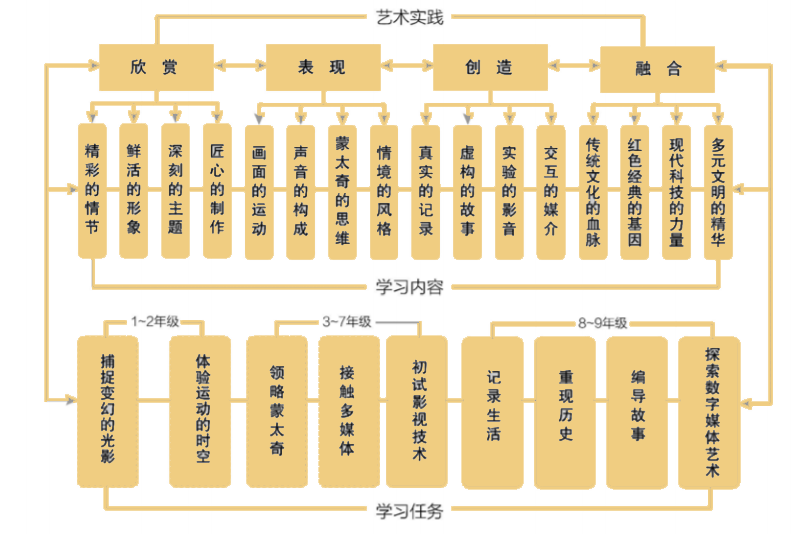 艺术实践
欣赏
表现
创造
融合
精彩的情节
鲜活的形象
深刻的主题
匠心的制作
画面的运动
声音的构成
蒙太奇的思维
情境的风格
真实的记录
虚构的故事
实验的影音
交互的媒介
传统文化的血脉
红色经典的基因
现代科技的力量
多元文明的精华
学习内容
1~2年级
3~7年级
8~9年级
捕捉变幻的光影
体验运动的时空
领略蒙太奇
接触多媒体
初试影视技术
记录生活
重现历史
编导故事
探索数字媒体艺术
学习任务